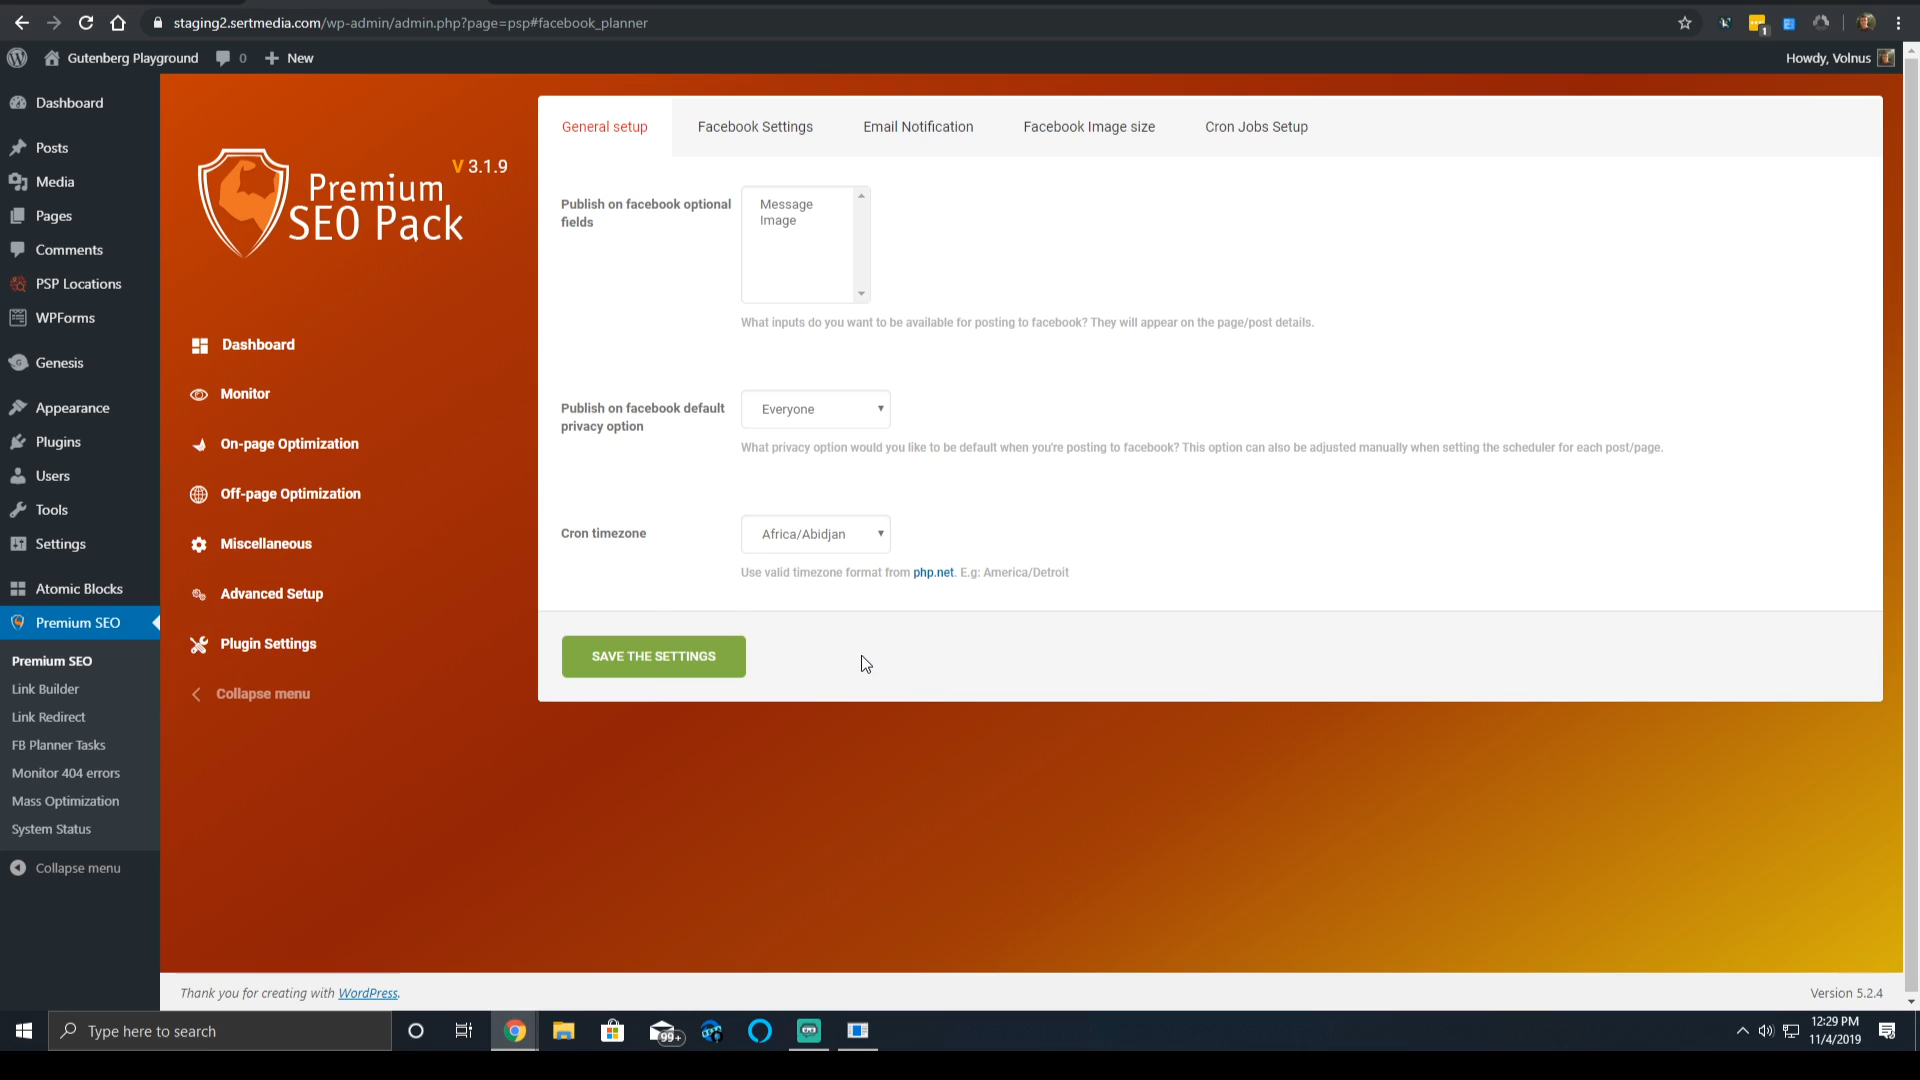 staging2.sertmedia.com/wp-admin/admin.php?page=psp#facebook_planner
1
Gutenberg Playground
0
New
Howdy, Volnus
Dashboard
Posts
Media
Pages
Comments
PSP Locations
WPForms
Genesis
Appearance
Plugins
Users
Tools
Settings
Atomic Blocks
Premium SEO
Premium SEO
Link Builder
Link Redirect
FB Planner Tasks
Monitor 404 errors
Mass Optimization
System Status
Collapse menu
V 3.1.9
Premium
SEO Pack
Dashboard
Monitor
On-page Optimization
Off-page Optimization
Miscellaneous
Advanced Setup
Plugin Settings
Collapse menu
General setup
Facebook Settings
Email Notification
Facebook Image size
Cron Jobs Setup
Publish on facebook optional
fields
Message
Image
What inputs do you want to be available for posting to facebook? They will appear on the page/post details.
Publish on facebook default
privacy option
Everyone
What privacy option would you like to be default when you're posting to facebook? This option can also be adjusted manually when setting the scheduler for each post/page.
Cron timezone
Africa/Abidjan
Use valid timezone format from php.net. E.g: America/Detroit
SAVE THE SETTINGS
Thank you for creating with WordPress.
Version 5.2.4
Type here to search
99+
12:29 PM
11/4/2019